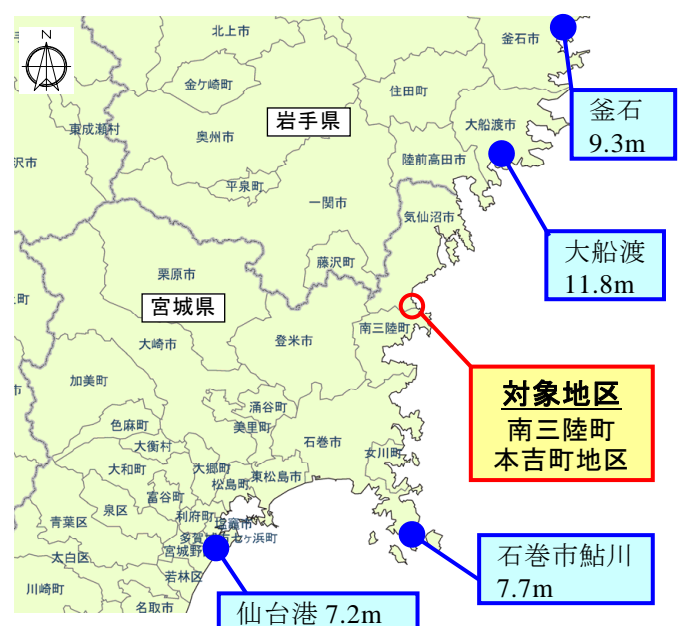 N
北上市
釜石市
金ケ崎町
住田町
釜石
9.3m
東成瀬村
岩手県
大船渡市
奥州市
陸前高田市
平泉町
一関市
気仙沼市
大船渡
11.8m
藤沢町
栗原市
宮城県
南三陸町
登米市
大崎市
対象地区
南三陸町
本吉町地区
加美町
涌谷町
色麻町
美里町
石巻市
女川町
大衡村
大和町
大郷町
東松島市
松島町
富谷町
泉区
利府町
青葉区
塩竈市
多賀城市
七ヶ浜町
宮城野区
太白区
若林区
石巻市鮎川
7.7m
川崎町
名取市
仙台港 7.2m